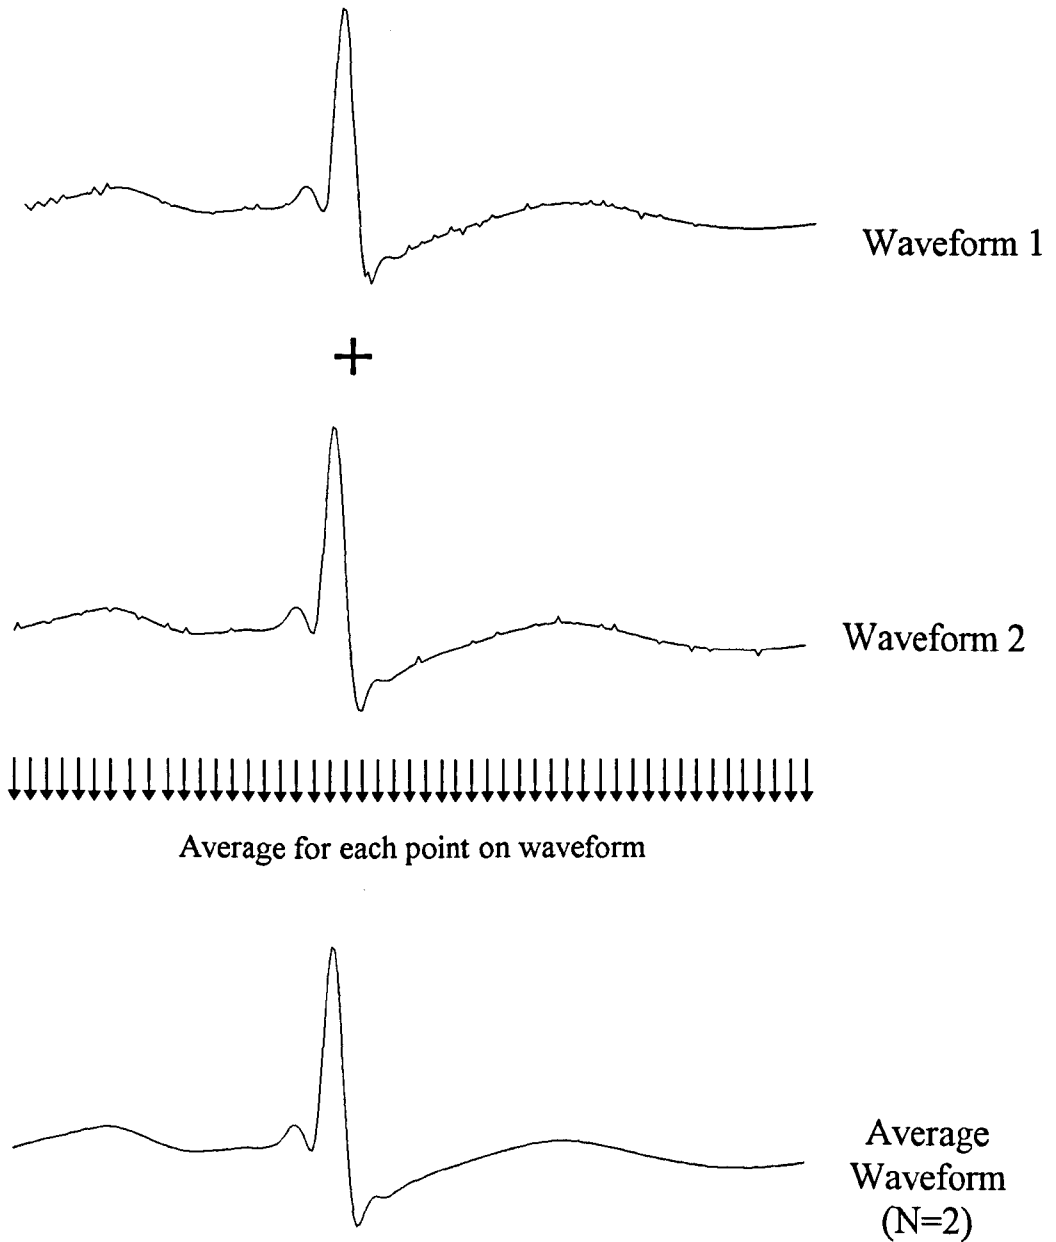 Waveform 1
+
Waveform 2
Average for each point on waveform
Average
Waveform
(N=2)